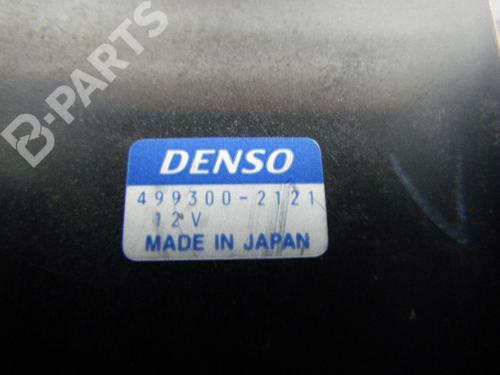 B-PARTS
DENSO
499300-2121
12V
MADE IN JAPAN